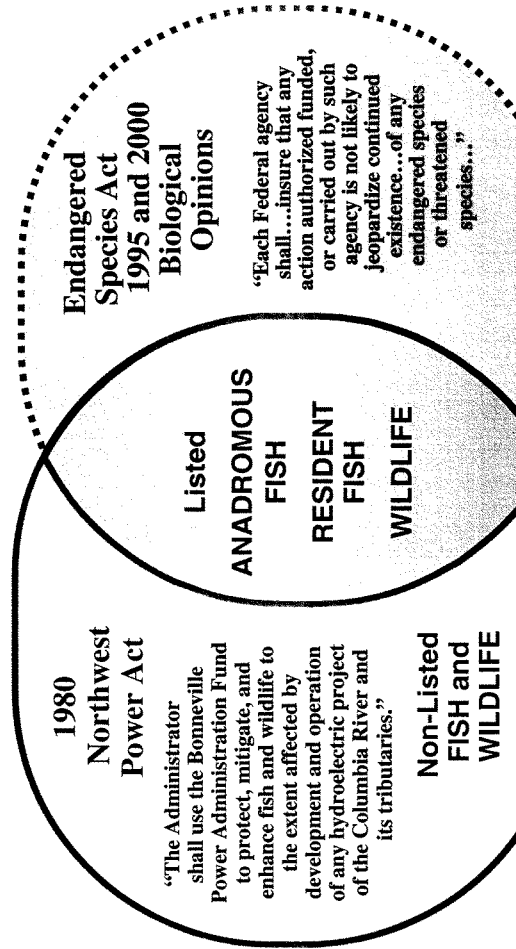 1980
Northwest
Power Act
“The Administrator
shall use the Bonneville
Power Administration Fund
to protect, mitigate, and
enhance fish and wildlife to
the extent affected by
development and operation
of any hydroelectric project
of the Columbia River and
its tributaries.”
Non-Listed
FISH and
WILDLIFE
Listed
ANADROMOUS
FISH
RESIDENT
FISH
WILDLIFE
Endangered
Species Act
1995 and 2000
Biological
Opinions
“Each Federal agency
shall....insure that any
action authorized funded,
or carried out by such
agency is not likely to
jeopardize continued
existence...of any
endangered species
or threatened
species...”